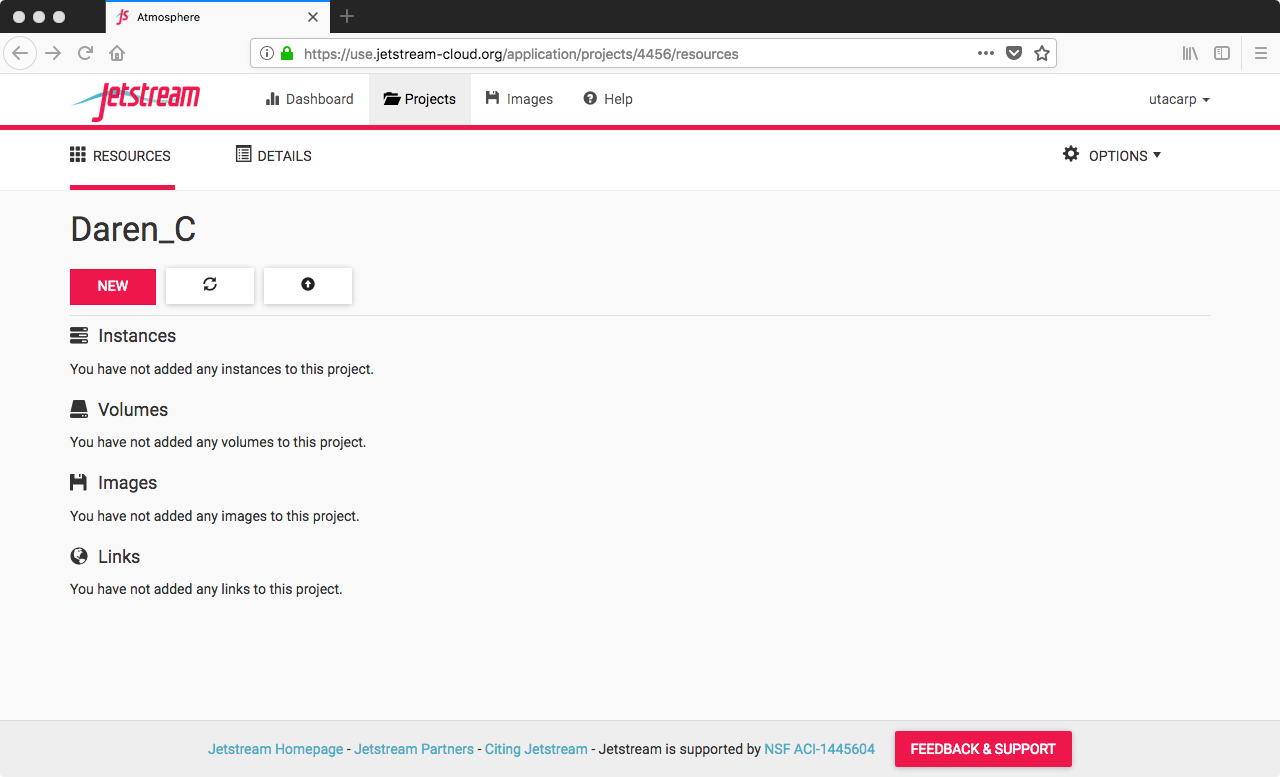 Atmosphere
https://use.jetstream-cloud.org/application/projects/4456/resources
Jetstream
Dashboard
Projects
Images
Help
utacarp
RESOURCES
DETAILS
OPTIONS
Daren_C
NEW
Instances
You have not added any instances to this project.
Volumes
You have not added any volumes to this project.
Images
You have not added any images to this project.
Links
You have not added any links to this project.
Jetstream Homepage - Jetstream Partners - Citing Jetstream - Jetstream is supported by NSF ACI-1445604
FEEDBACK & SUPPORT